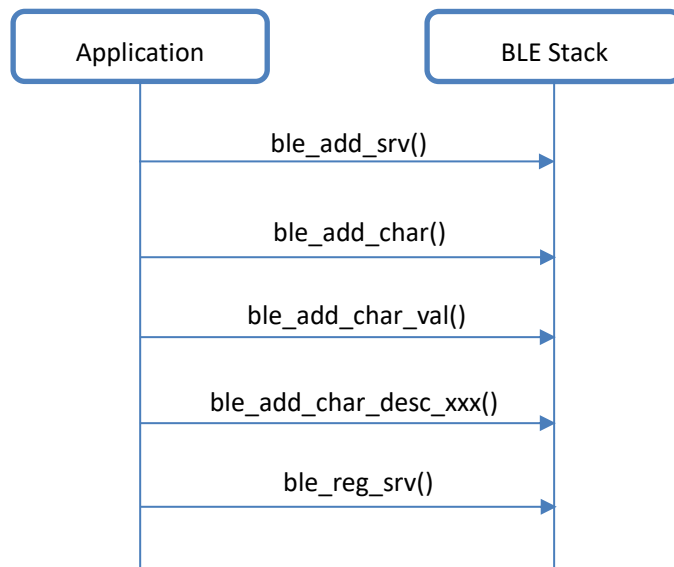 Application
BLE Stack
ble_add_srv()
ble_add_char()
ble_add_char_val()
ble_add_char_desc_xxx()
ble_reg_srv()